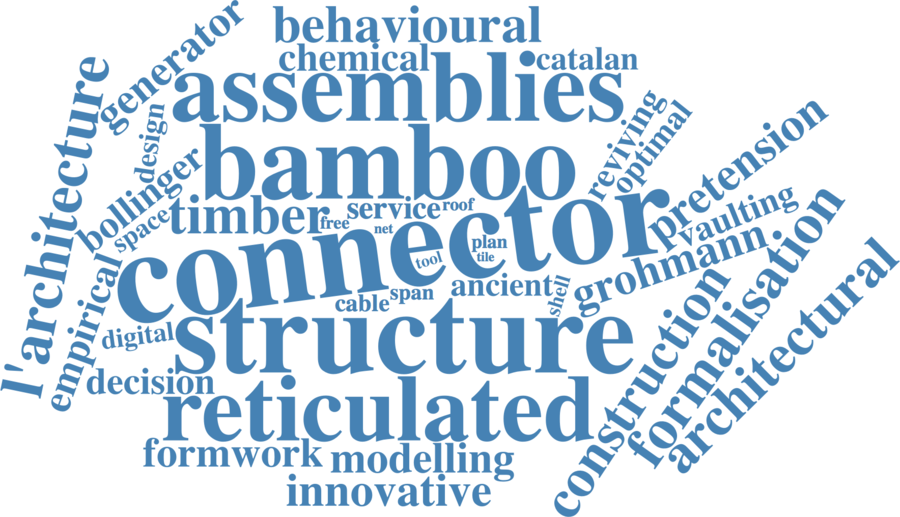 behavioural
generator
chemical
catalan
assemblies
l'architecture
design
reviving
optimal
bamboo
pretension
bollinger
space
timber
free
service
roof
net
vaulting
connector
tool
plan
tile
grohmann
formalisation
empirical
cable
span
ancient
shell
digital
structure
construction
architectural
decision
reticulated
formwork
modelling
innovative